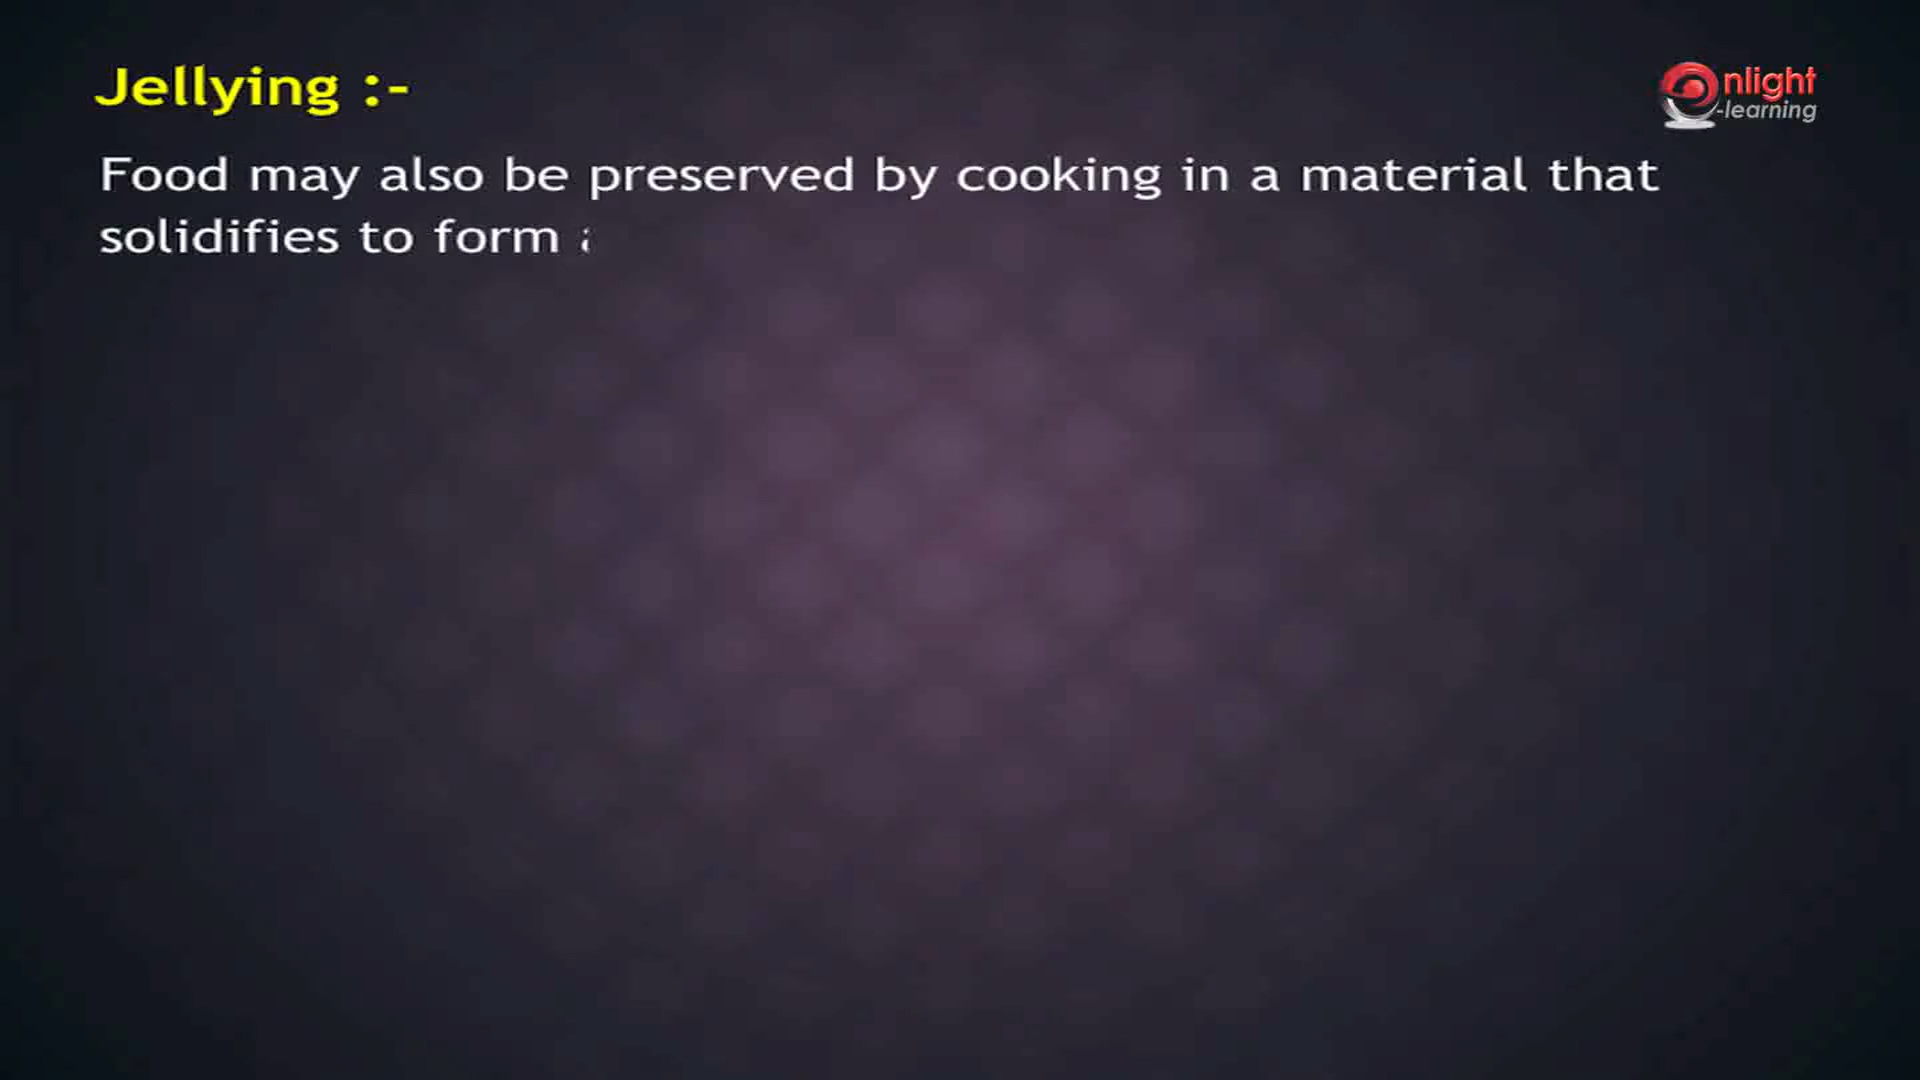 Jellying :-
nlight
-learning
Food may also be preserved by cooking in a material that
solidifies to form